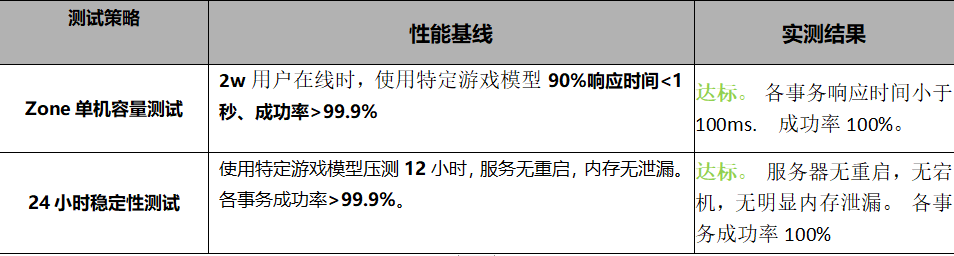 测试策略
性能基线
实测结果
Zone 单机容量测试
2w 用户在线时，使用特定游戏模型 90%响应时间<1
秒、成功率>99.9%
达标。 各事务响应时间小于
100ms. 成功率 100%。
24 小时稳定性测试
使用特定游戏模型压测 12 小时，服务无重启，内存无泄漏。
各事务成功率>99.9%。
达标。 服务器无重启，无宕
机，无明显内存泄漏。 各事
务成功率 100%